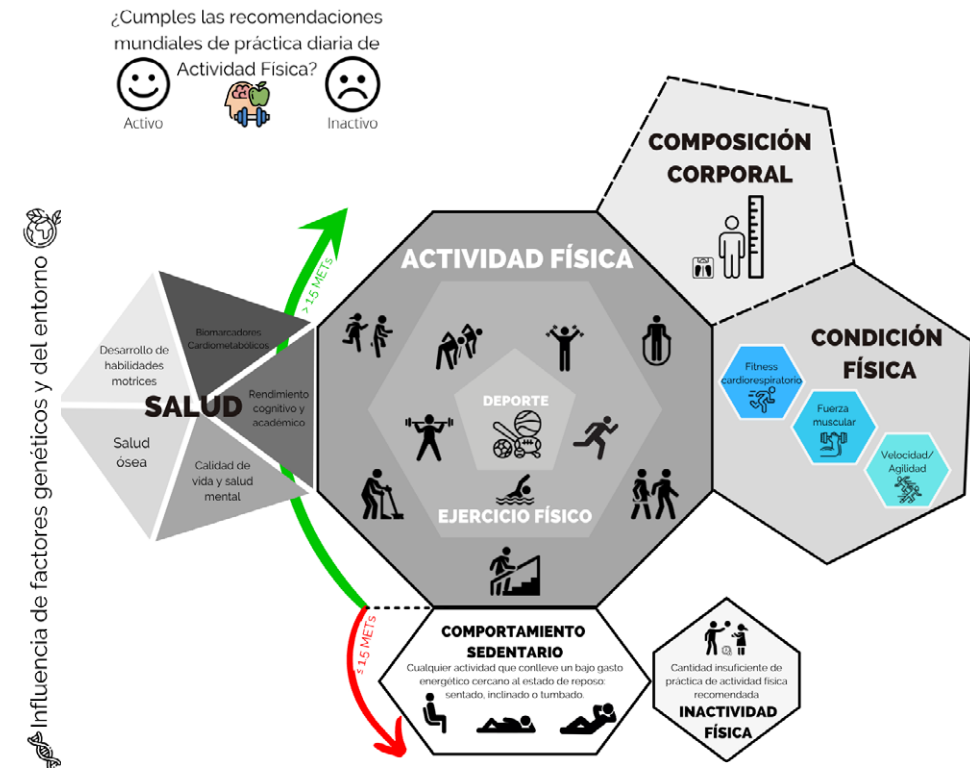 ¿Cumples las recomendaciones
mundiales de práctica diaria de
Actividad Física?
Activo
Inactivo
Influencia de factores genéticos y del entorno
SALUD
Biomarcadores
Cardiometabólicos
Desarrollo de
habilidades
motrices
Rendimiento
cognitivo y
académico
Salud
ósea
Calidad de
vida y salud
mental
≥ 1.5 METs
≤ 1.5 METs
ACTIVIDAD FÍSICA
DEPORTE
EJERCICIO FÍSICO
COMPOSICIÓN
CORPORAL
CONDICIÓN
FÍSICA
Fitness
cardiorespiratorio
Fuerza
muscular
Velocidad/
Agilidad
COMPORTAMIENTO
SEDENTARIO
Cualquier actividad que conlleve un bajo gasto
energético cercano al estado de reposo:
sentado, inclinado o tumbado.
Cantidad insuficiente de
práctica de actividad física
recomendada
INACTIVIDAD
FÍSICA